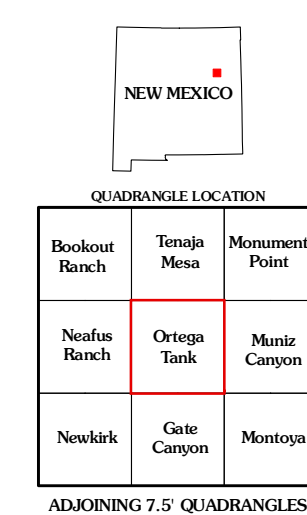 NEW MEXICO
QUADRANGLE LOCATION
Bookout
Ranch
Tenaja
Mesa
Monument
Point
Neafus
Ranch
Ortega
Tank
Muniz
Canyon
Newkirk
Gate
Canyon
Montoya
ADJOINING 7.5' QUADRANGLES